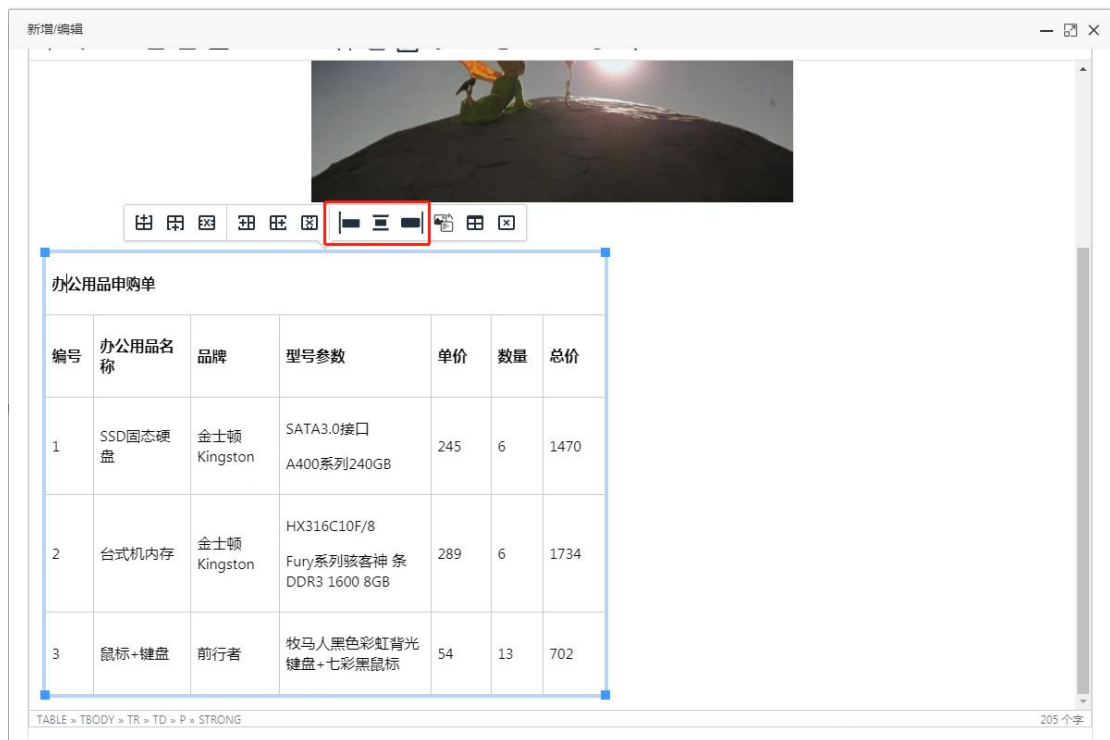 新增/编辑
办公用品申购单
编号 办公用品名称 品牌 型号参数 单价 数量 总价
1 SSD固态硬盘 金士顿 Kingston SATA3.0接口 A400系列240GB 245 6 1470
2 台式机内存 金士顿 Kingston HX316C10F/8 Fury系列骇客神 条 DDR3 1600 8GB 289 6 1734
3 鼠标+键盘 前行者 牧马人黑色彩虹背光键盘+七彩黑鼠标 54 13 702
TABLE » TBODY » TR » TD » P » STRONG
205 个字